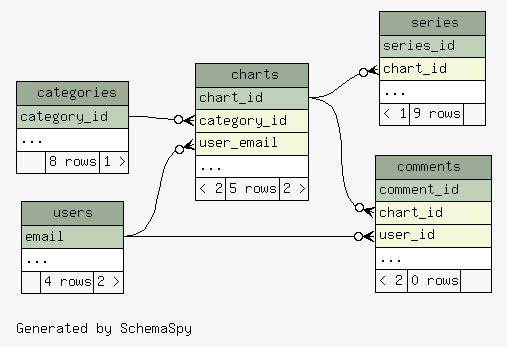 series
series_id
chart_id
...
< 1 9 rows
charts
chart_id
category_id
user_email
...
< 2 5 rows 2 >
categories
category_id
...
8 rows 1 >
comments
comment_id
chart_id
user_id
...
< 2 0 rows
users
email
...
4 rows 2 >
Generated by SchemaSpy